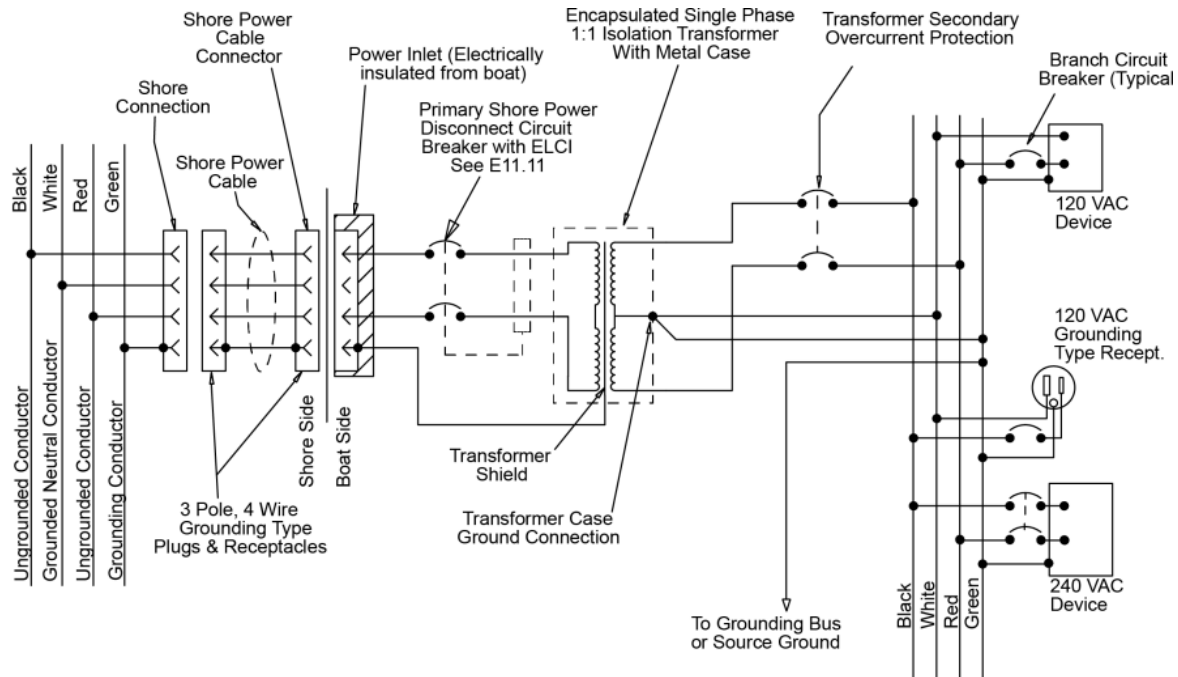 Shore Power
Cable
Connector
Encapsulated Single Phase
1:1 Isolation Transformer
With Metal Case
Transformer Secondary
Overcurrent Protection
Power Inlet (Electrically
insulated from boat)
Branch Circuit
Breaker (Typical
Shore
Connection
Primary Shore Power
Disconnect Circuit
Breaker with ELCI
See E11.11
Shore Power
Cable
Black
White
Red
Green
120 VAC
Device
120 VAC
Grounding
Type Recept.
Ungrounded Conductor
Grounded Neutral Conductor
Ungrounded Conductor
Grounding Conductor
Shore Side
Boat Side
Transformer
Shield
3 Pole, 4 Wire
Grounding Type
Plugs & Receptacles
Transformer Case
Ground Connection
To Grounding Bus
or Source Ground
Black
White
Red
Green
240 VAC
Device